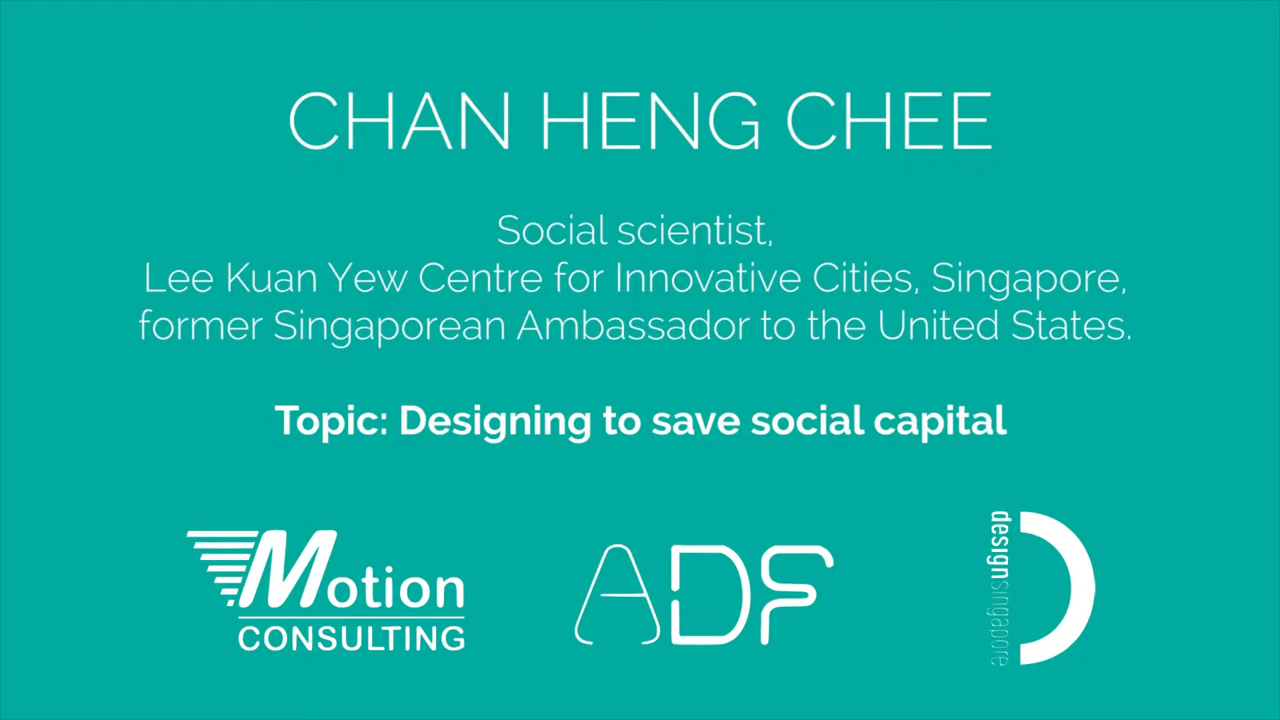 CHAN HENG CHEE
Social scientist,
Lee Kuan Yew Centre for Innovative Cities, Singapore,
former Singaporean Ambassador to the United States.
Topic: Designing to save social capital
Motion
CONSULTING
ADF
designsingapore